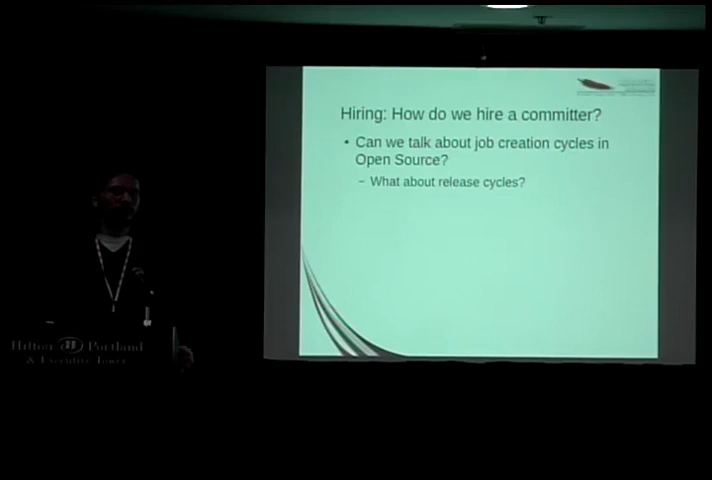 Hiring: How do we hire a committer?
• Can we talk about job creation cycles in
Open Source?
– What about release cycles?
Hilton Portland
& Executive Tower